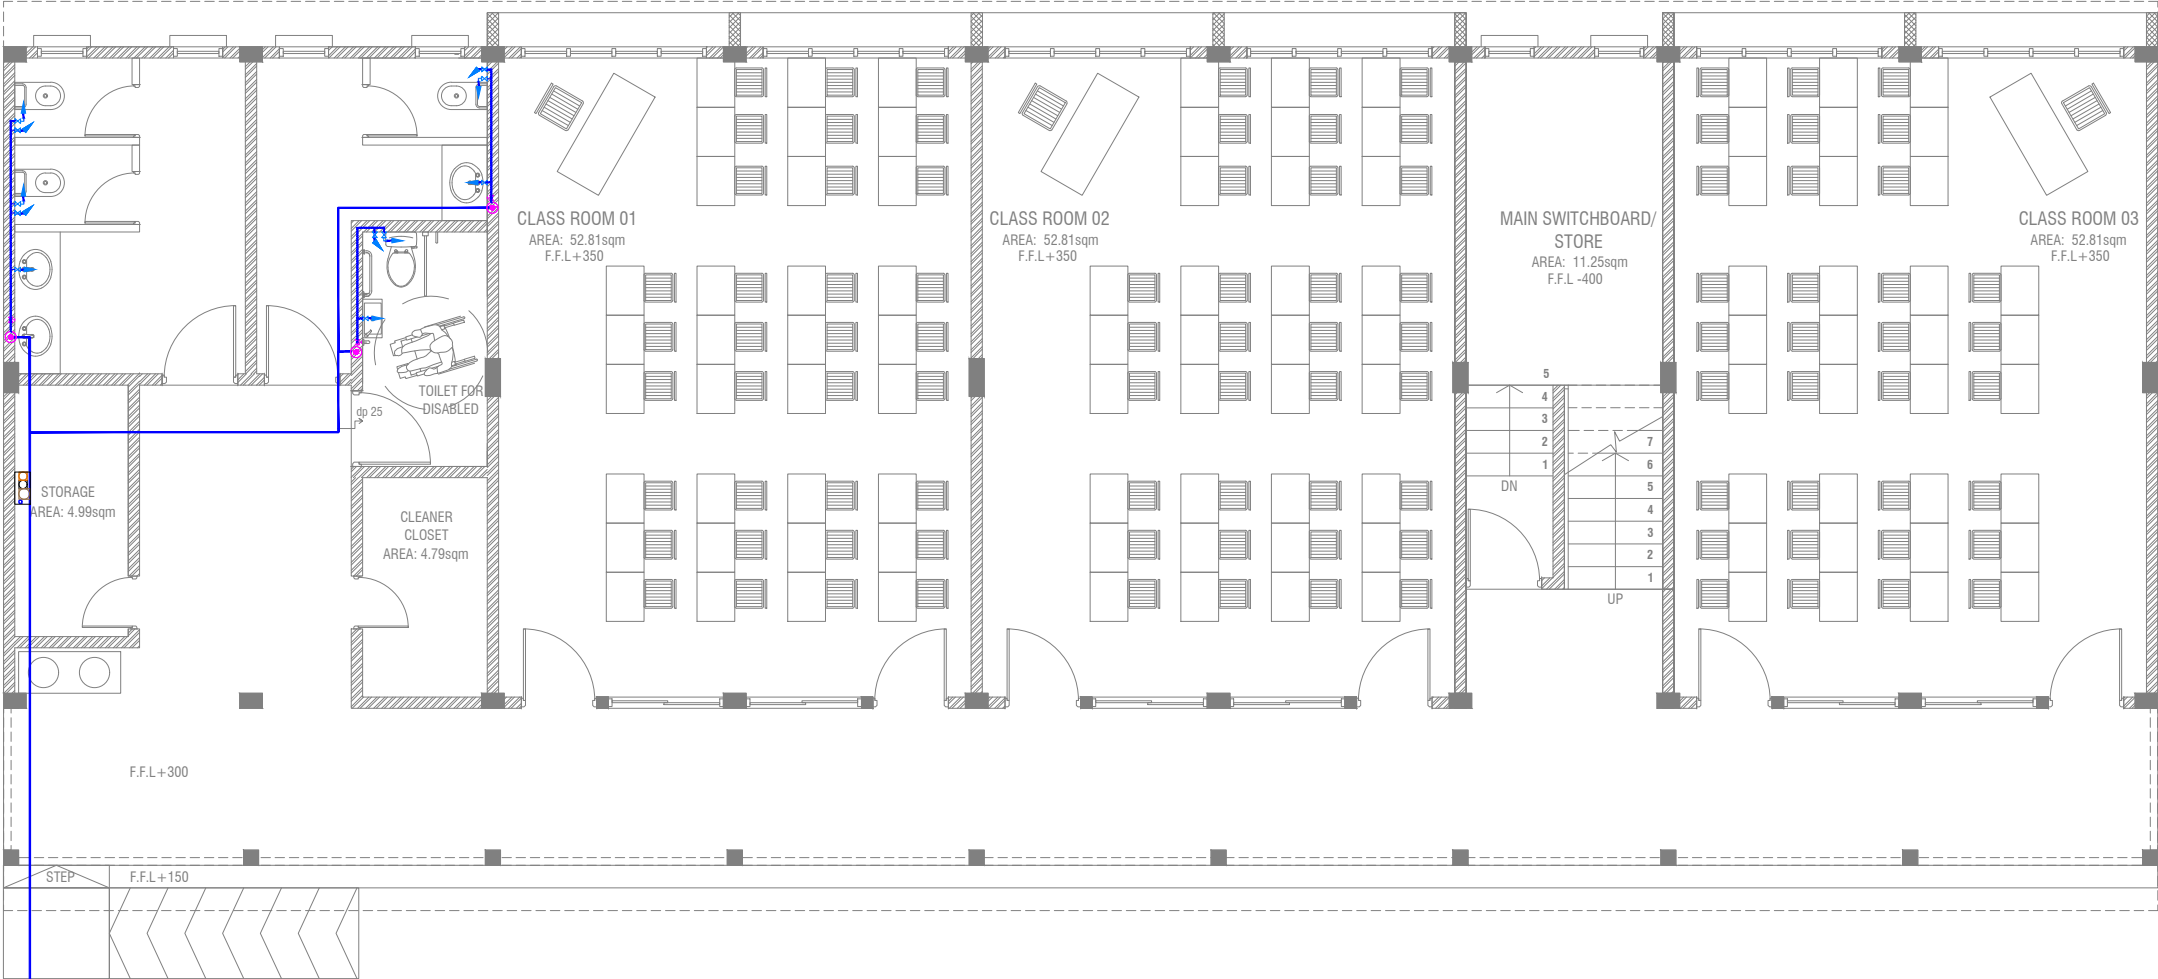 CLASS ROOM 01
AREA: 52.81sqm
F.F.L+350
CLASS ROOM 02
AREA: 52.81sqm
F.F.L+350
MAIN SWITCHBOARD/
STORE
AREA: 11.25sqm
F.F.L -400
CLASS ROOM 03
AREA: 52.81sqm
F.F.L+350
TOILET FOR
DISABLED
dp 25
STORAGE
AREA: 4.99sqm
CLEANER
CLOSET
AREA: 4.79sqm
5
4
3
2
1
DN
7
6
5
4
3
2
1
UP
F.F.L+300
STEP
F.F.L+150